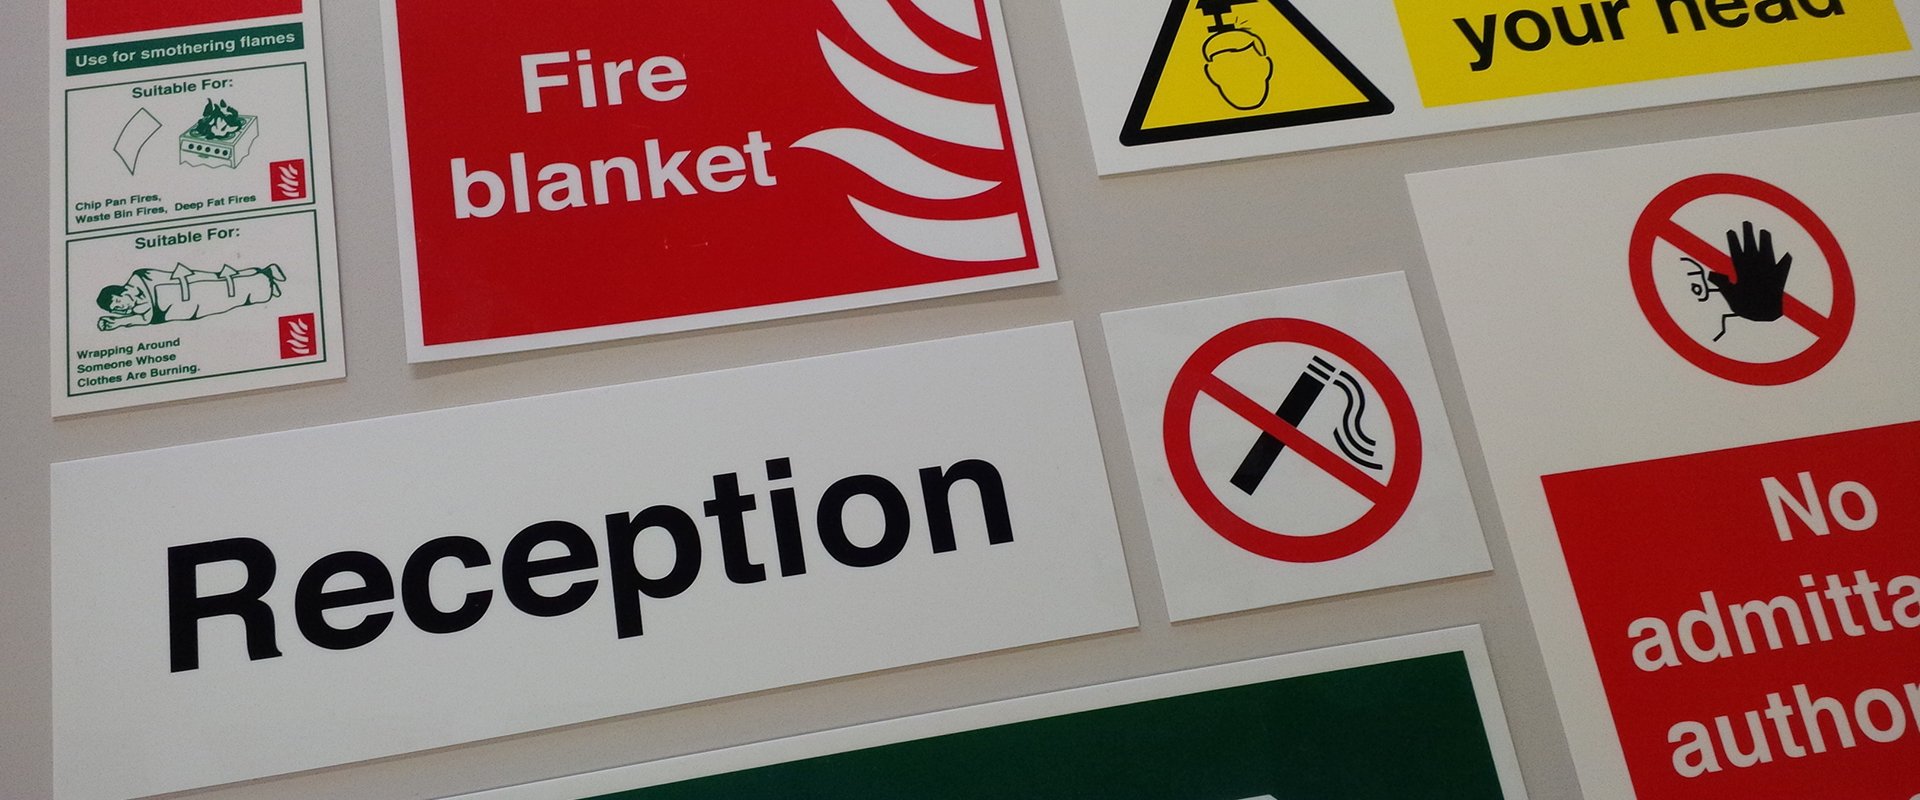 Use for smothering flames
Suitable For:
Chip Pan Fires,
Waste Bin Fires, Deep Fat Fires
Suitable For:
Wrapping Around
Someone Whose
Clothes Are Burning.
Fire
blanket
your head
Reception
No
admitta
author